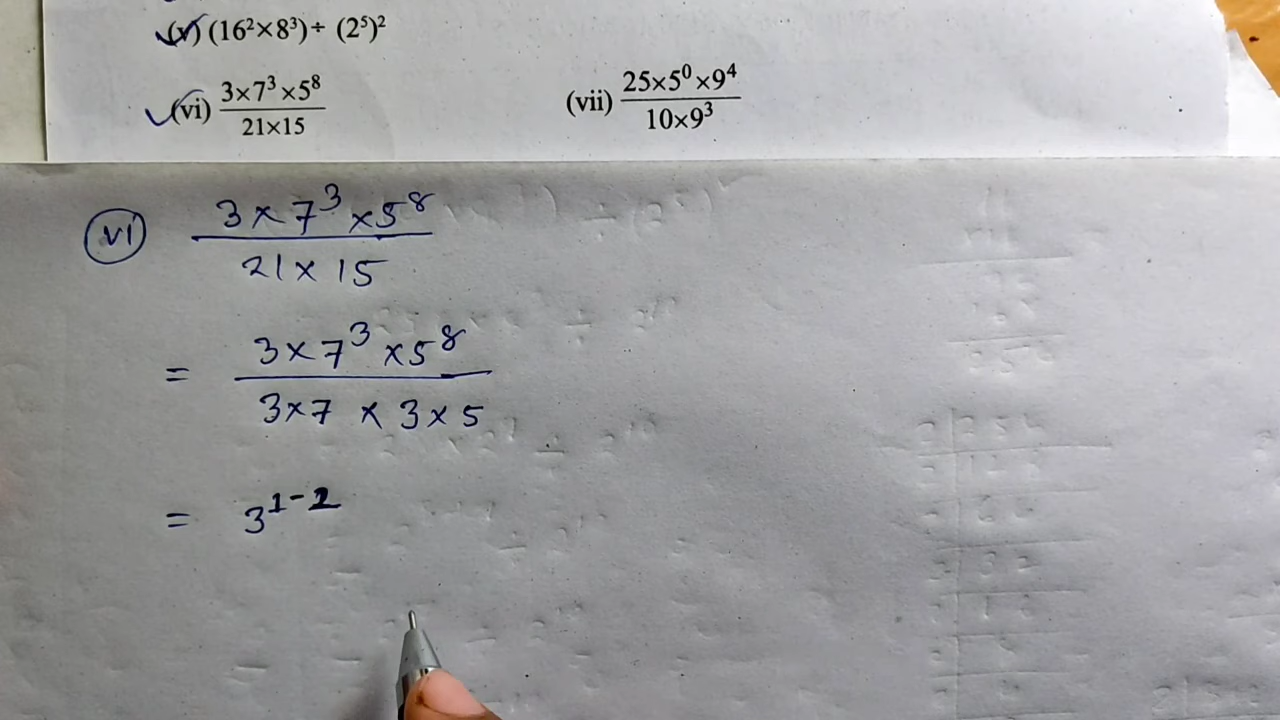 (v) (16²×8³)÷ (2⁵)²
(vi) 3×7³×5⁸ / 21×15
(vii) 25×5⁰×9⁴ / 10×9³
(vi) 3×7³×5⁸ / 21×15
= 3×7³×5⁸ / 3×7×3×5
= 3¹⁻²